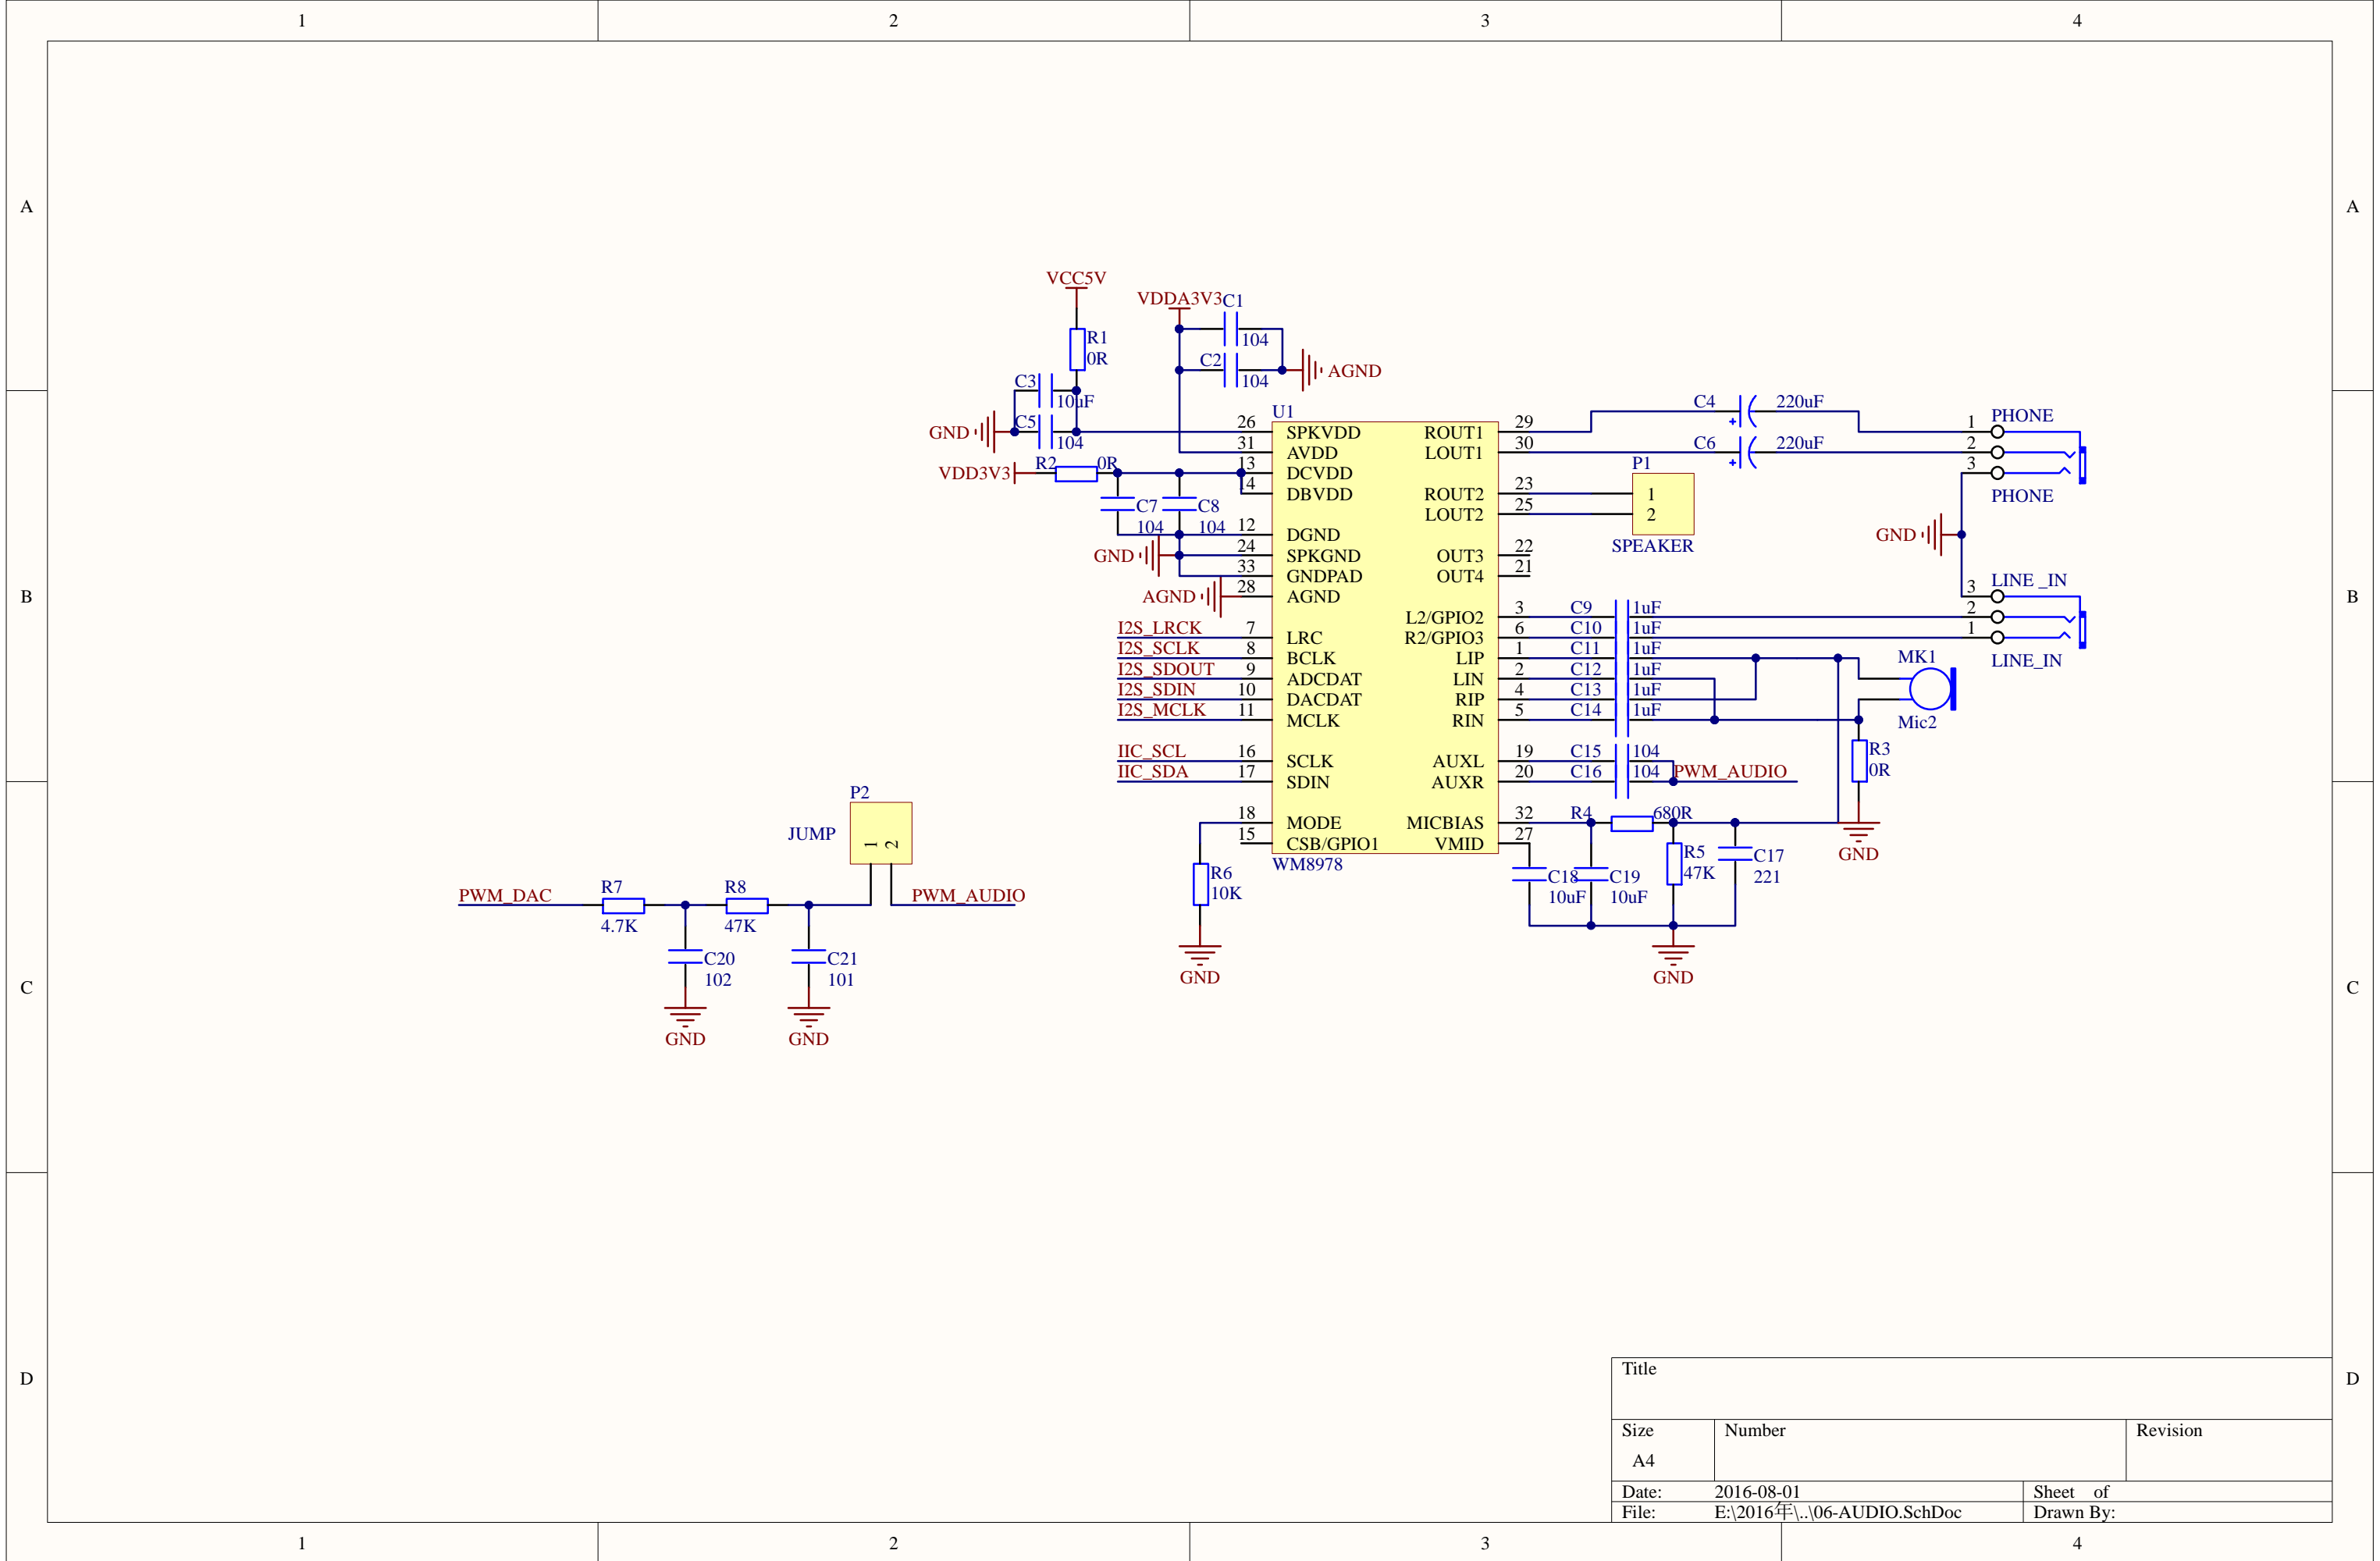 1 2 3 4
A A
VCC5V
VDDA3V3 C1
R1
0R 104
C2
AGND
C3 104
10uF
U1 C4 220uF
PHONE
GND C5 26 SPKVDD ROUT1 29 1
104 31 AVDD LOUT1 30 C6 220uF 2
VDD3V3 R2 0R 13 DCVDD P1 3
14 DBVDD ROUT2 23 1 PHONE
C7 C8 LOUT2 25 2
104 104 12 DGND GND
GND 24 SPKGND OUT3 22 SPEAKER
33 GNDPAD OUT4 21
B AGND 28 AGND 3 LINE _IN B
L2/GPIO2 3 C9 1uF 2
I2S_LRCK 7 LRC R2/GPIO3 6 C10 1uF 1
I2S_SCLK 8 BCLK LIP 1 C11 1uF MK1 LINE_IN
I2S_SDOUT 9 ADCDAT LIN 2 C12 1uF
I2S_SDIN 10 DACDAT RIP 4 C13 1uF
I2S_MCLK 11 MCLK RIN 5 C14 1uF Mic2
IIC_SCL 16 SCLK AUXL 19 C15 104 R3
IIC_SDA 17 SDIN AUXR 20 C16 104 PWM_AUDIO 0R
P2
18 MODE MICBIAS 32 R4 680R
JUMP 1 2 15 CSB/GPIO1 VMID 27
WM8978 R5 C17 GND
R6 C18 C19 47K 221
10K 10uF 10uF
PWM_DAC R7 R8 PWM_AUDIO
4.7K 47K
C20 C21
102 101
GND GND
C C
GND GND
D D
Title
Size Number Revision
A4
Date: 2016-08-01 Sheet of
File: E:\2016年\..\06-AUDIO.SchDoc Drawn By:
1 2 3 4